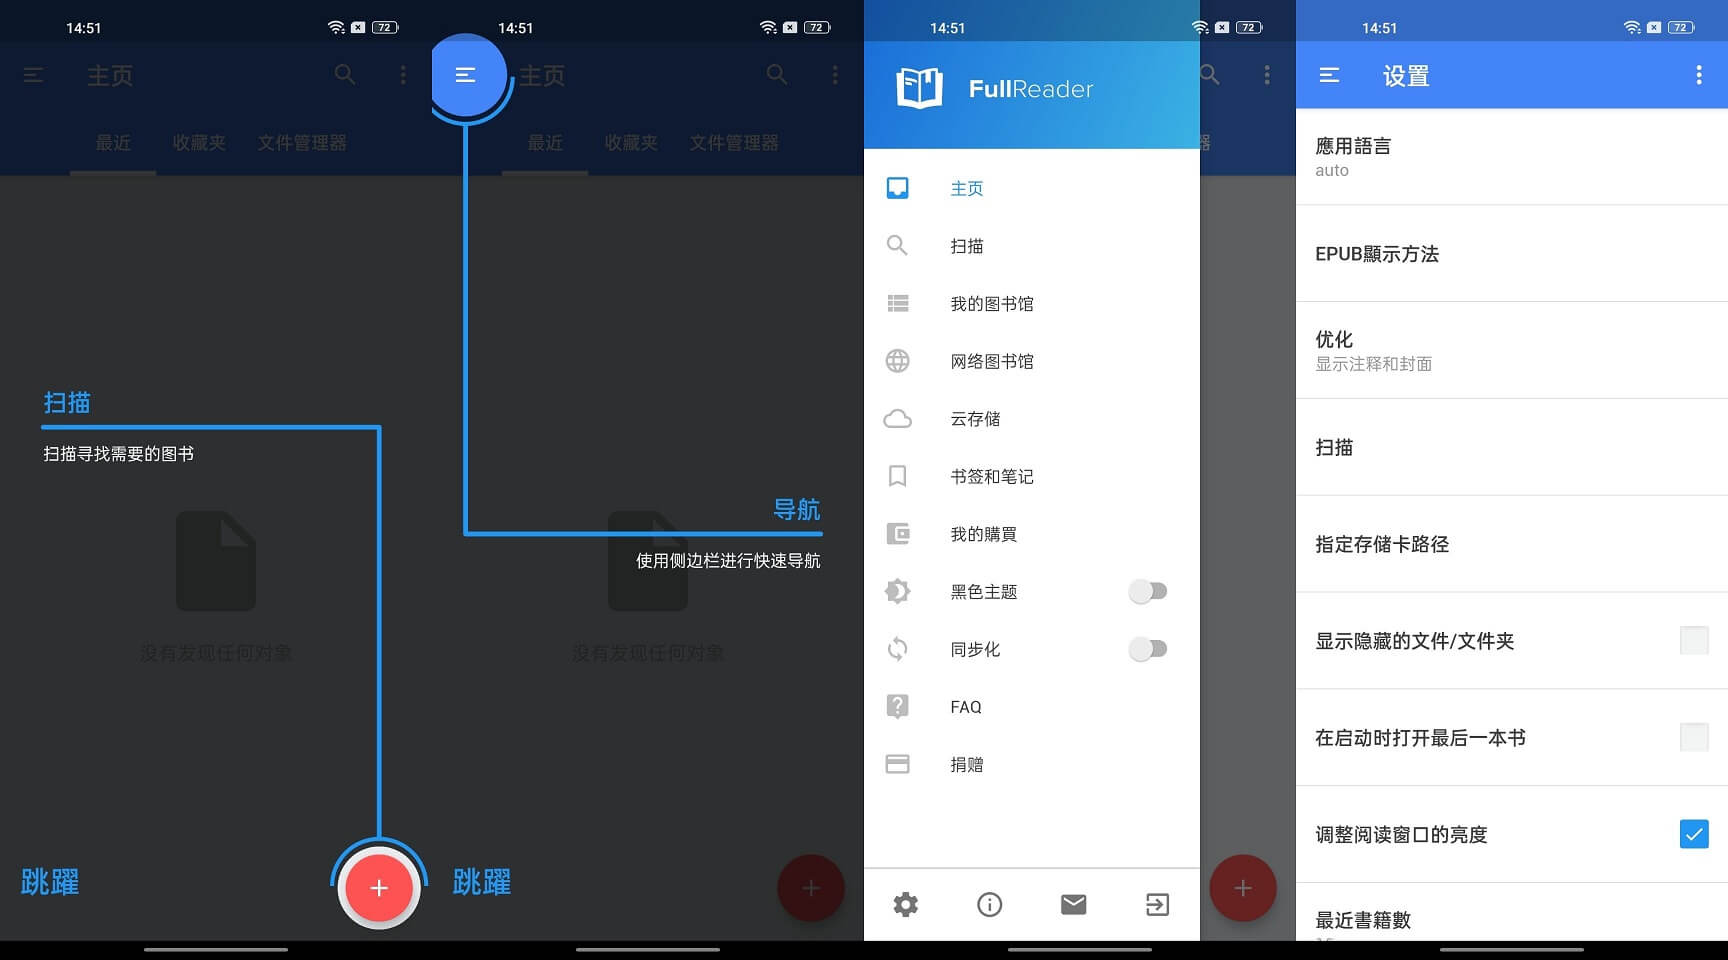 14:51
72
主页
最近 收藏夹 文件管理器
扫描
扫描寻找需要的图书
没有发现任何对象
跳躍
14:51
72
主页
最近 收藏夹 文件管理器
导航
使用侧边栏进行快速导航
没有发现任何对象
跳躍
14:51
72
FullReader
器
主页
扫描
我的图书馆
网络图书馆
云存储
书签和笔记
我的購買
黑色主题
同步化
FAQ
捐赠
14:51
72
设置
應用語言
auto
EPUB顯示方法
优化
显示注释和封面
扫描
指定存储卡路径
显示隐藏的文件/文件夹
在启动时打开最后一本书
调整阅读窗口的亮度
最近書籍數